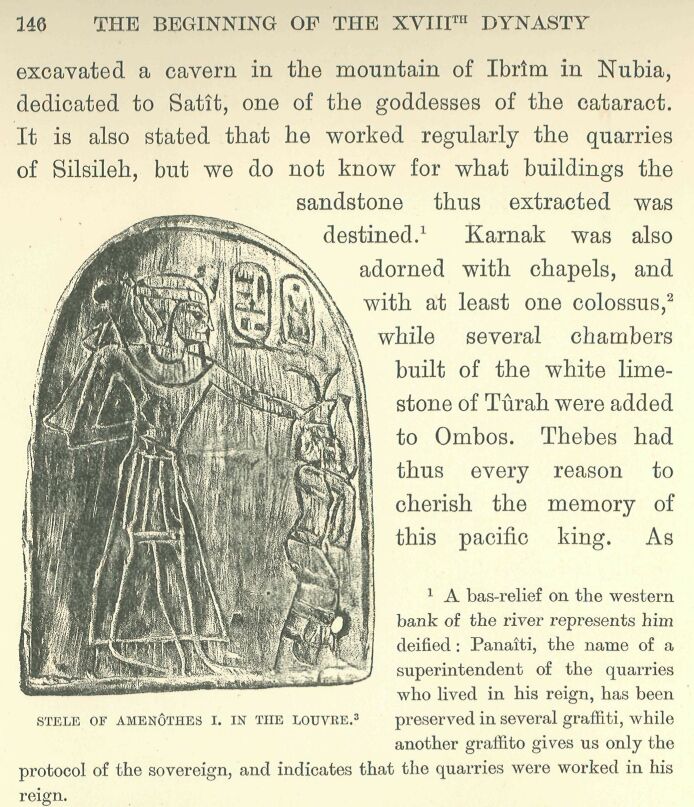 146 THE BEGINNING OF THE XVIIITH DYNASTY
excavated a cavern in the mountain of Ibrîm in Nubia,
dedicated to Satît, one of the goddesses of the cataract.
It is also stated that he worked regularly the quarries
of Silsileh, but we do not know for what buildings the
sandstone thus extracted was
destined.¹ Karnak was also
adorned with chapels, and
with at least one colossus,²
while several chambers
built of the white lime-
stone of Tûrah were added
to Ombos. Thebes had
thus every reason to
cherish the memory of
this pacific king. As
STELE OF AMENÔTHES I. IN THE LOUVRE.³
¹ A bas-relief on the western
bank of the river represents him
deified: Panaîti, the name of a
superintendent of the quarries
who lived in his reign, has been
preserved in several graffiti, while
another graffito gives us only the
protocol of the sovereign, and indicates that the quarries were worked in his
reign.